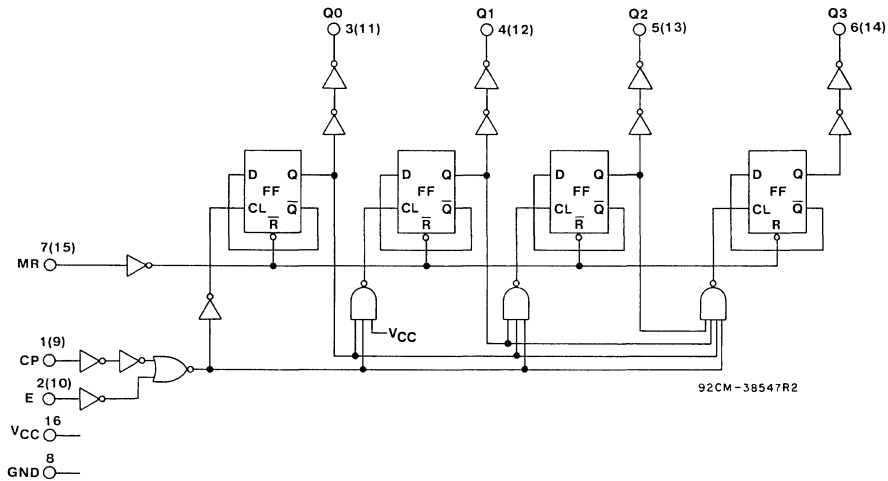 Q0 Q1 Q2 Q3
3(11) 4(12) 5(13) 6(14)
D Q D Q D Q D Q
FF FF FF FF
CL Q̅ CL Q̅ CL Q̅ CL Q̅
R̅ R̅ R̅ R
7(15)
MR
VCC
1(9)
CP
2(10)
E
92CM-38547R2
16
VCC
8
GND